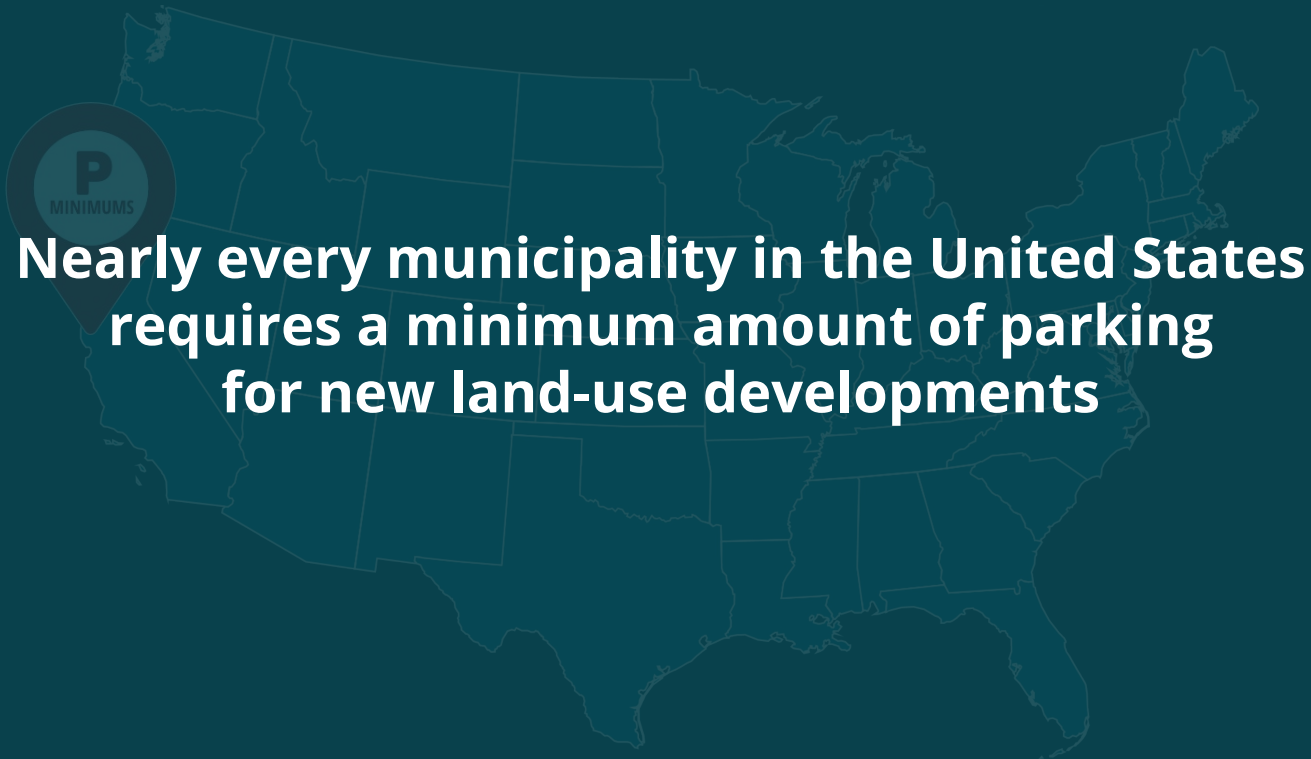 P
MINIMUMS
Nearly every municipality in the United States
requires a minimum amount of parking
for new land-use developments